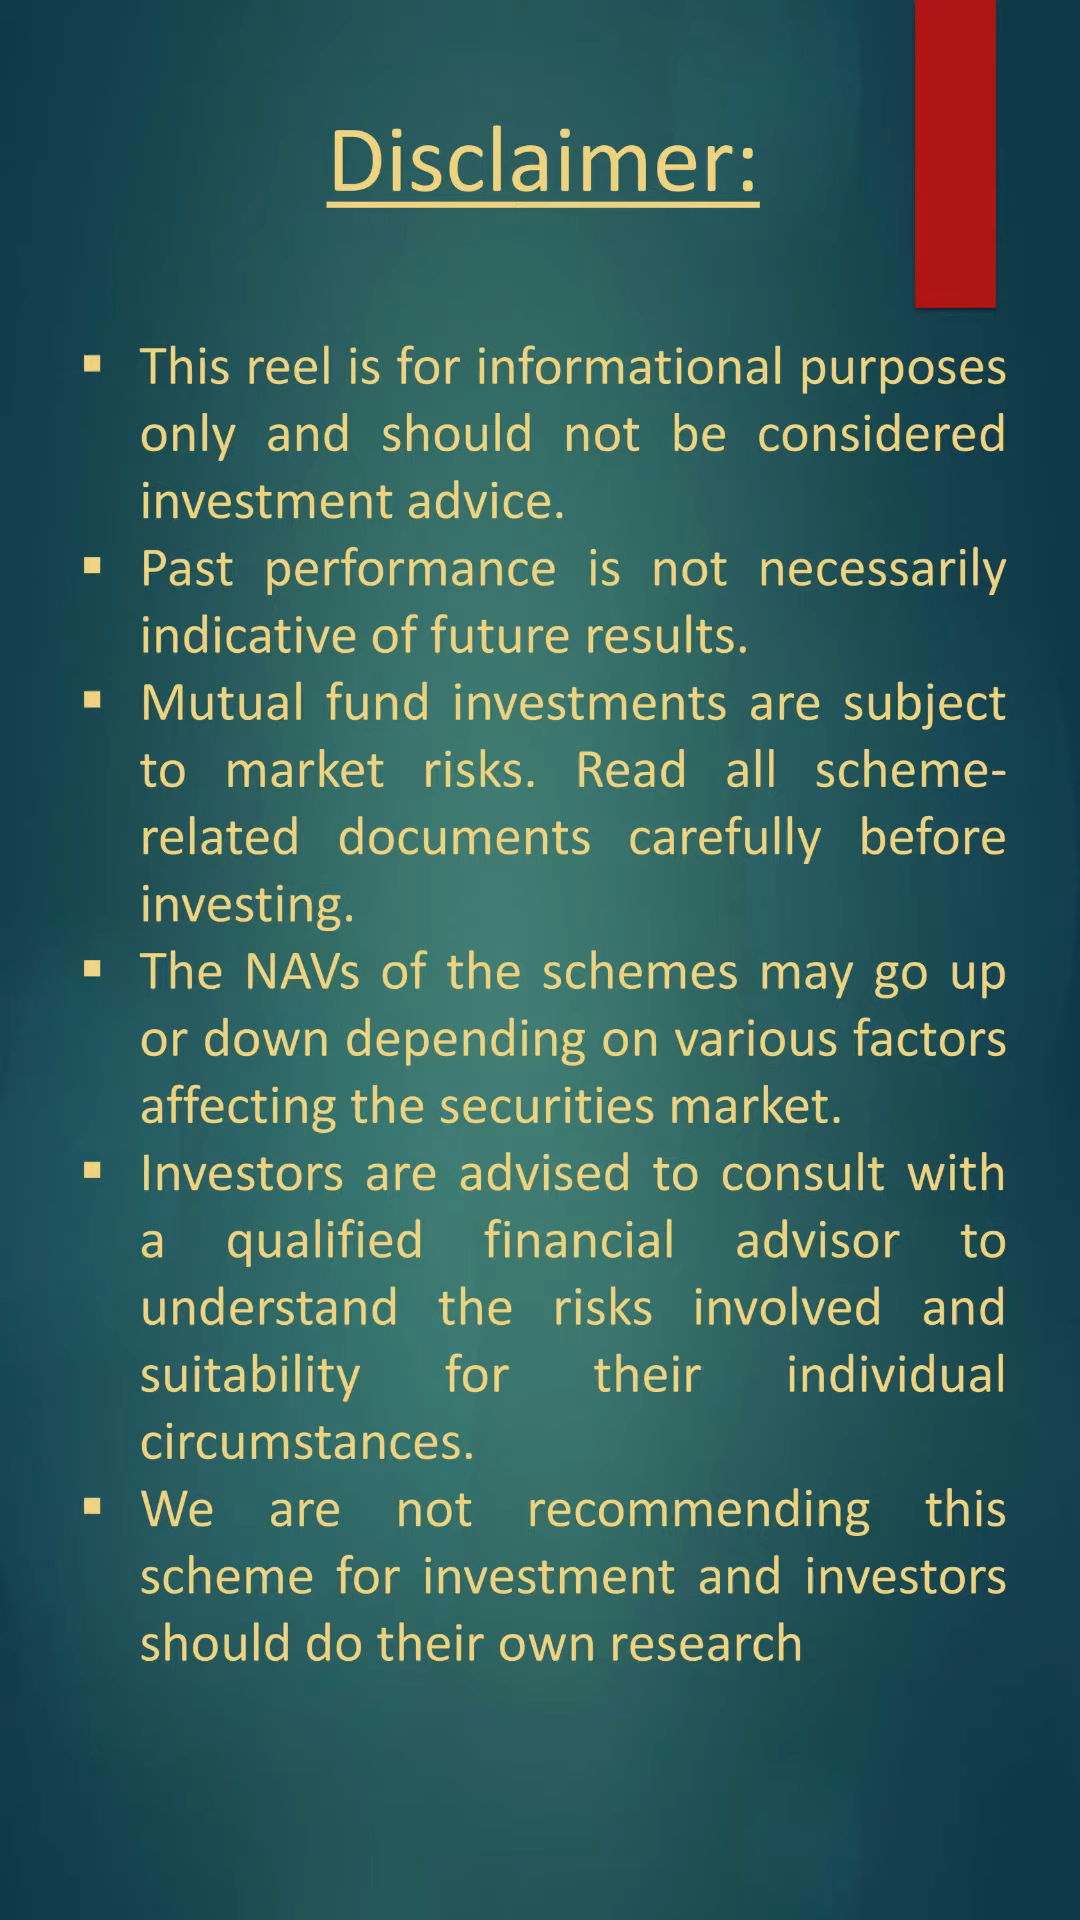 Disclaimer:
▪ This reel is for informational purposes
only and should not be considered
investment advice.
▪ Past performance is not necessarily
indicative of future results.
▪ Mutual fund investments are subject
to market risks. Read all scheme-
related documents carefully before
investing.
▪ The NAVs of the schemes may go up
or down depending on various factors
affecting the securities market.
▪ Investors are advised to consult with
a qualified financial advisor to
understand the risks involved and
suitability for their individual
circumstances.
▪ We are not recommending this
scheme for investment and investors
should do their own research